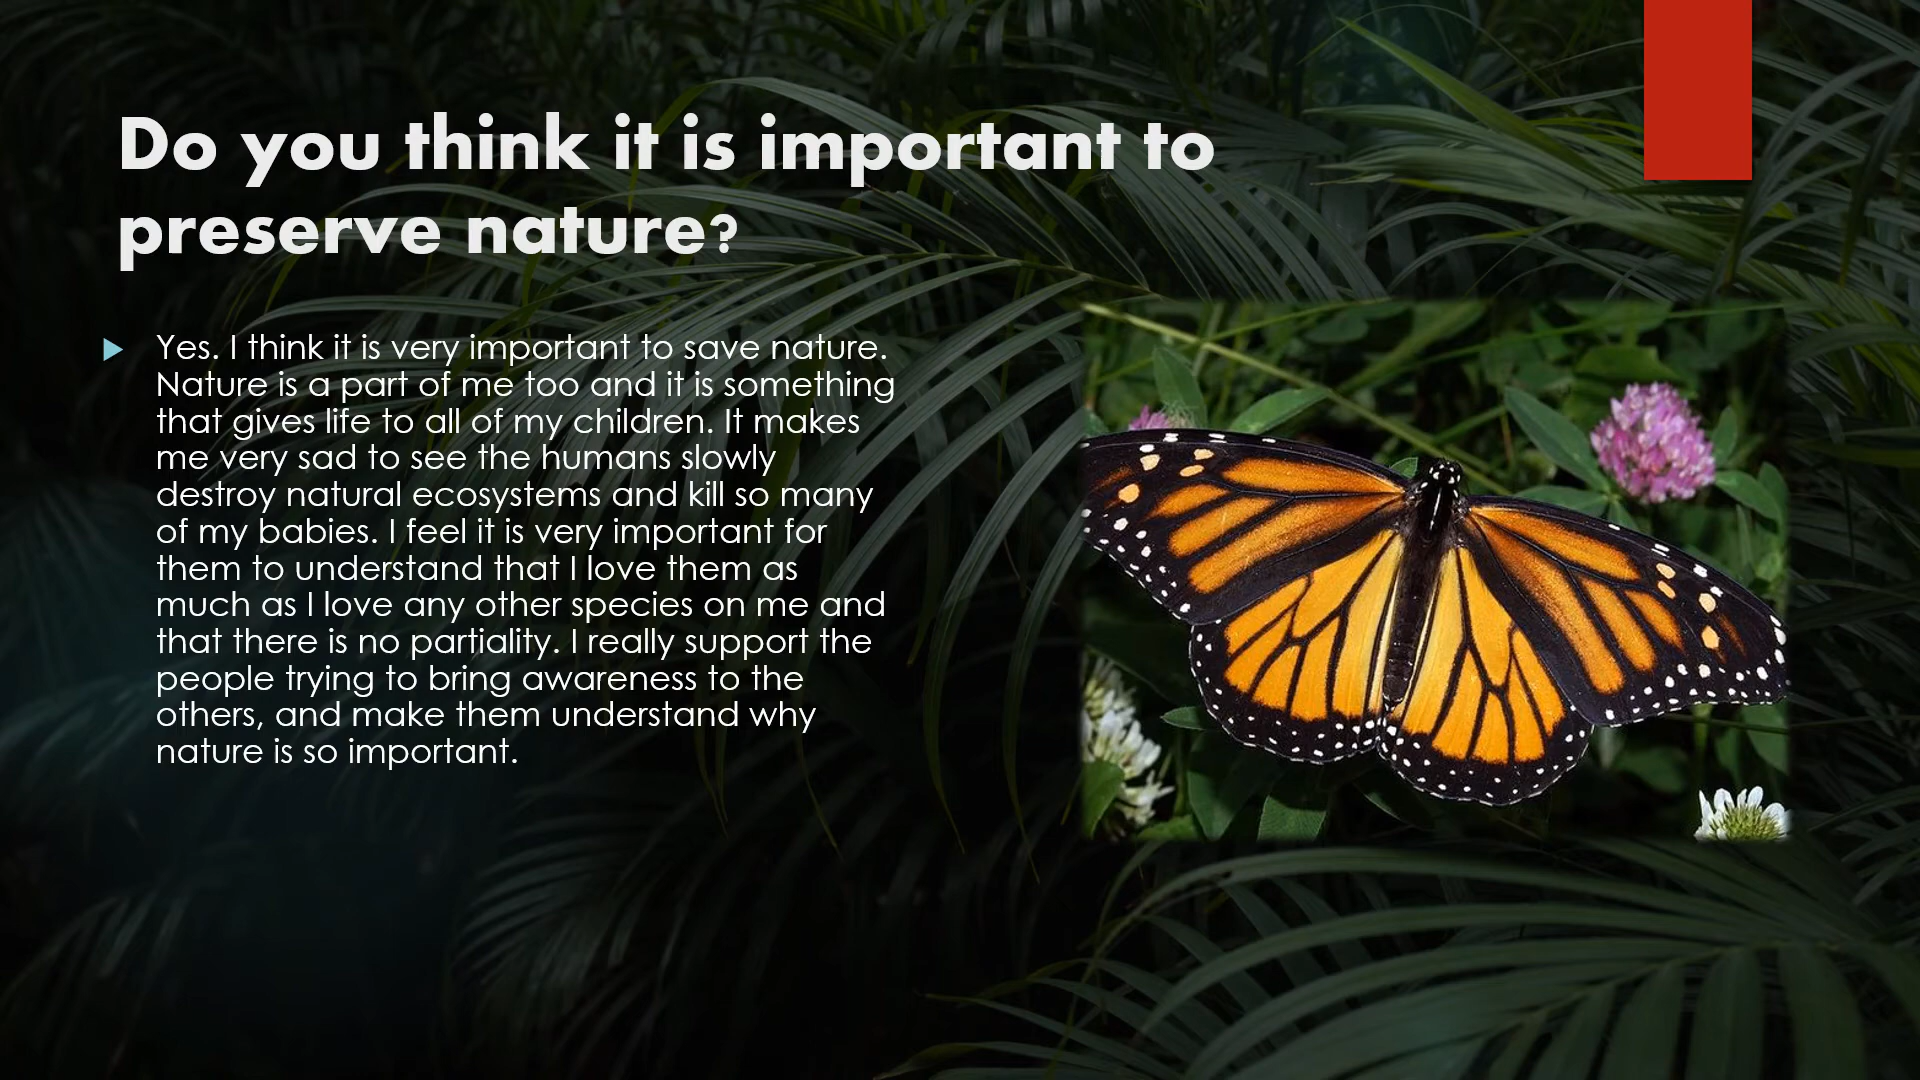 Do you think it is important to
preserve nature?
Yes. I think it is very important to save nature.
Nature is a part of me too and it is something
that gives life to all of my children. It makes
me very sad to see the humans slowly
destroy natural ecosystems and kill so many
of my babies. I feel it is very important for
them to understand that I love them as
much as I love any other species on me and
that there is no partiality. I really support the
people trying to bring awareness to the
others, and make them understand why
nature is so important.